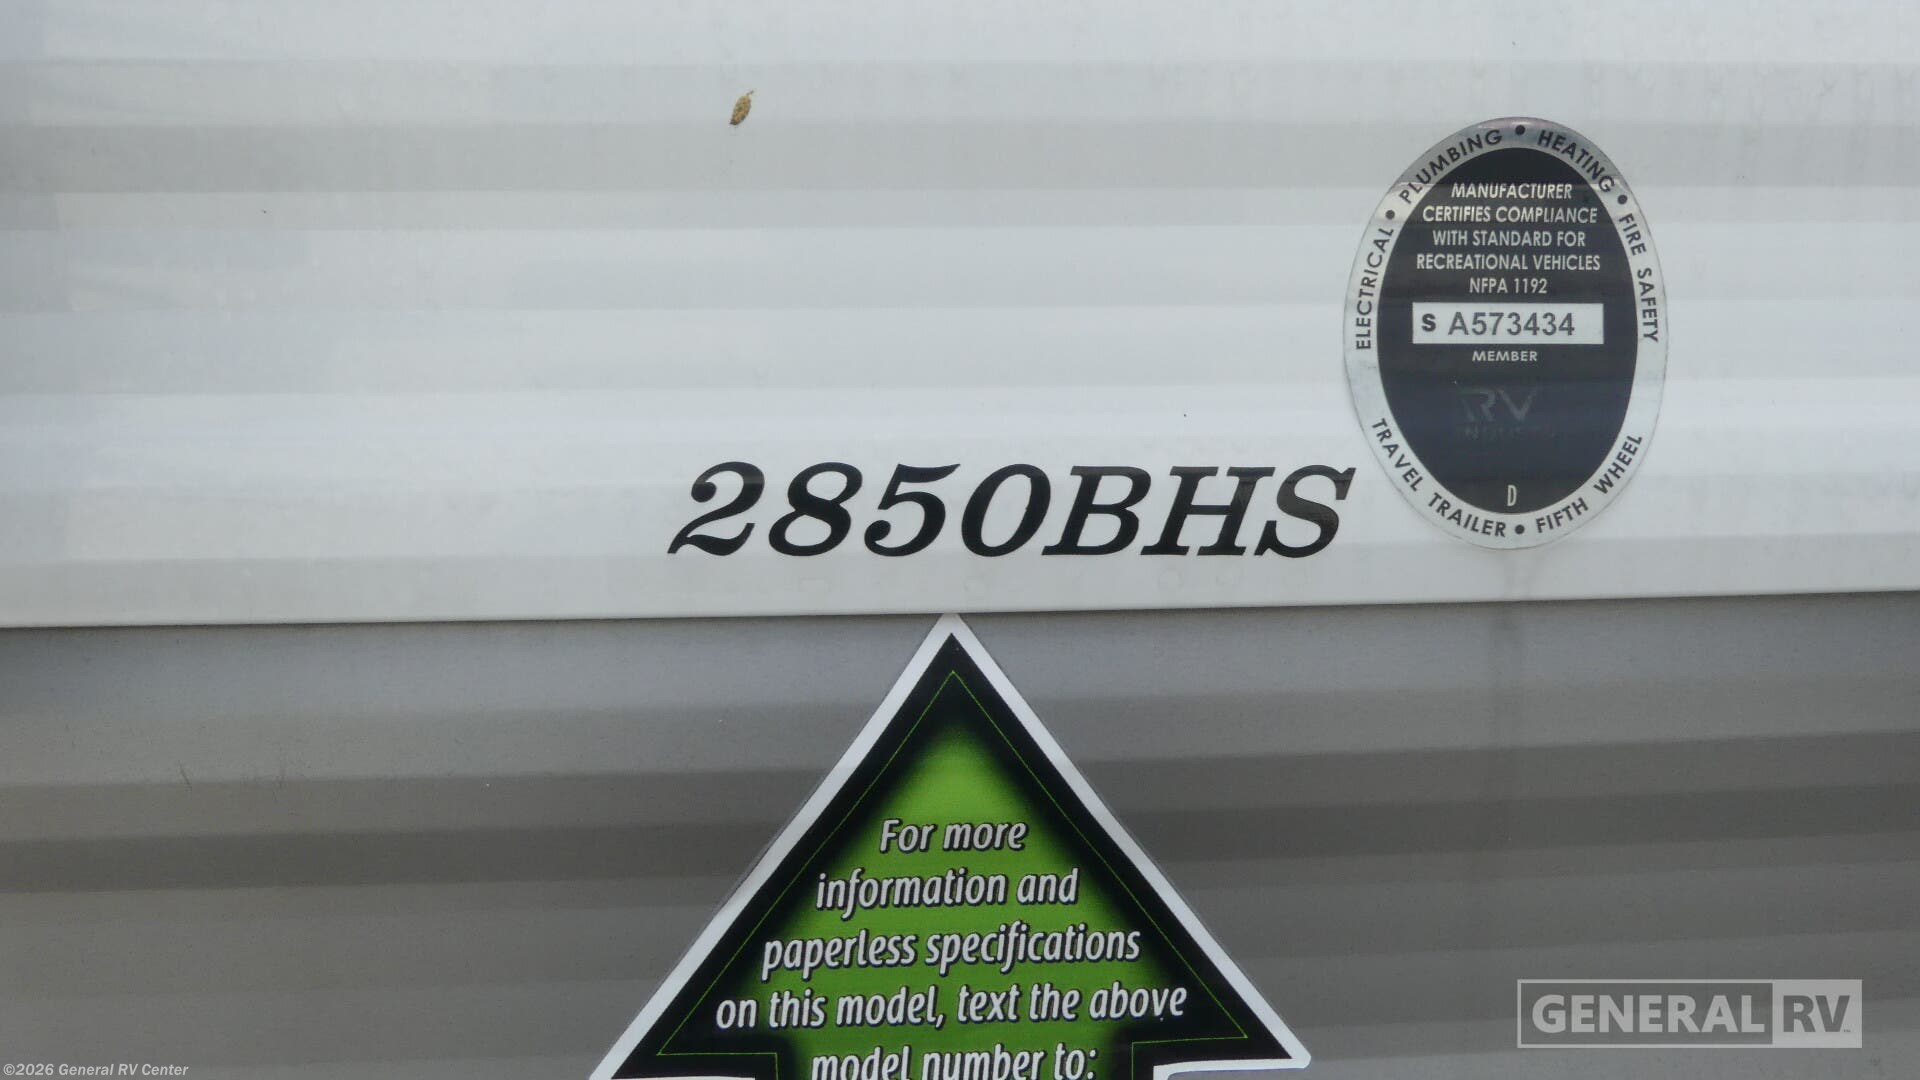 PLUMBING • HEATING • FIRE SAFETY
ELECTRICAL •
MANUFACTURER
CERTIFIES COMPLIANCE
WITH STANDARD FOR
RECREATIONAL VEHICLES
NFPA 1192
S A573434
MEMBER
RV
D
TRAVEL TRAILER • FIFTH WHEEL
2850BHS
For more
information and
paperless specifications
on this model, text the above
model number to:
GENERAL RV
©2026 General RV Center